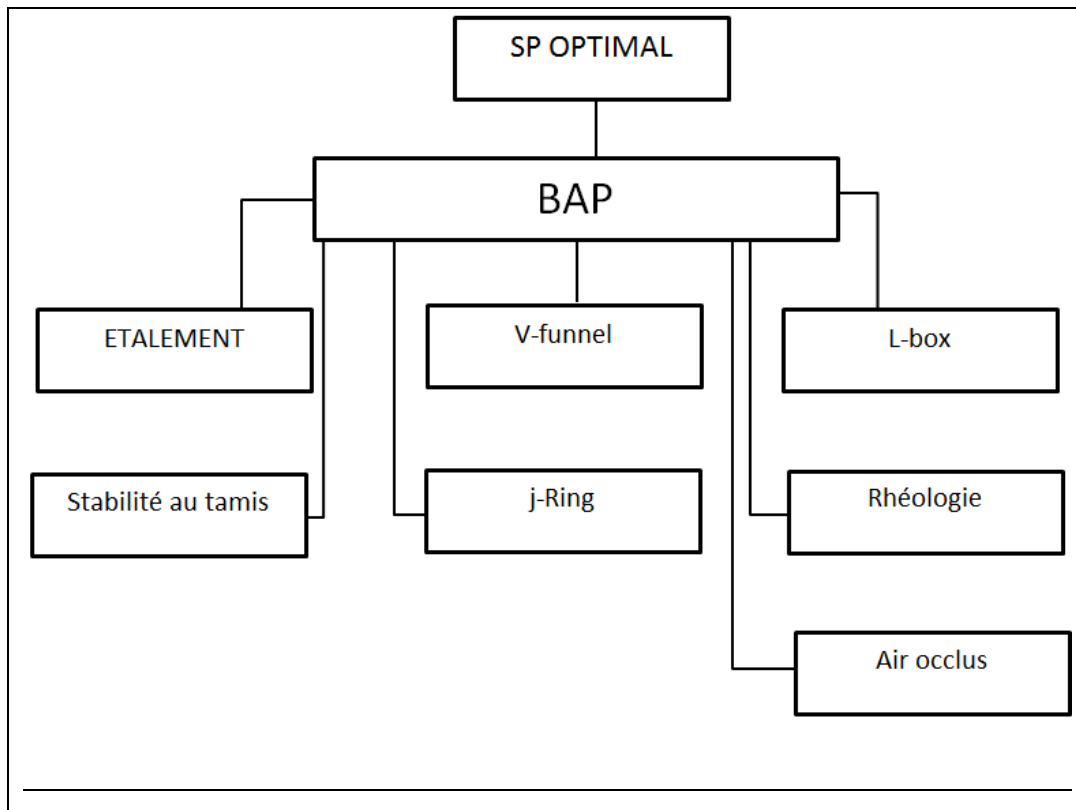 SP OPTIMAL
BAP
ETALEMENT
V-funnel
L-box
Stabilité au tamis
j-Ring
Rhéologie
Air occlus